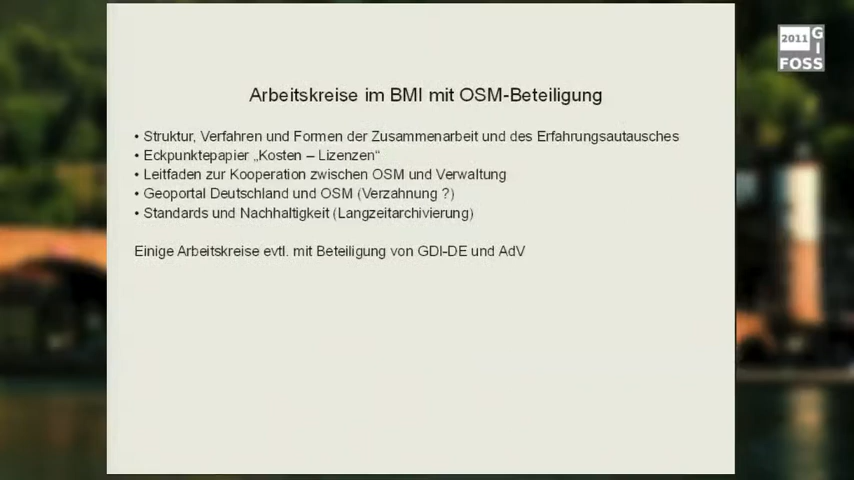 Arbeitskreise im BMI mit OSM-Beteiligung
• Struktur, Verfahren und Formen der Zusammenarbeit und des Erfahrungsautausches
• Eckpunktepapier „Kosten – Lizenzen“
• Leitfaden zur Kooperation zwischen OSM und Verwaltung
• Geoportal Deutschland und OSM (Verzahnung ?)
• Standards und Nachhaltigkeit (Langzeitarchivierung)
Einige Arbeitskreise evtl. mit Beteiligung von GDI-DE und AdV
2011 GI
FOSS